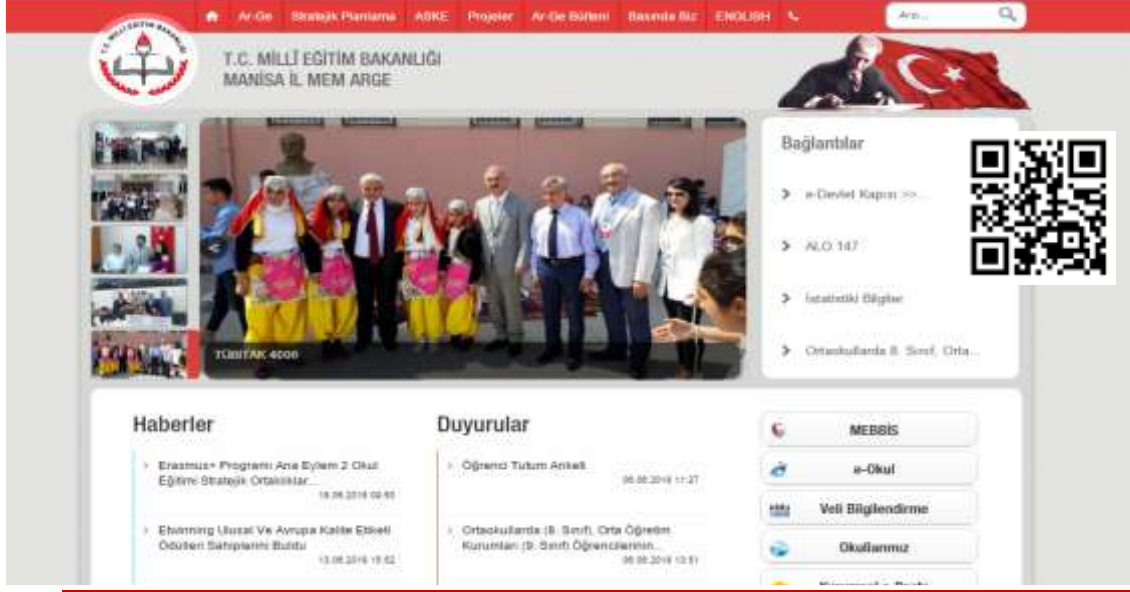 Ar-Ge Stratejik Planlama ASKE Projeler Ar-Ge Bülteni Basında Biz ENGLISH Ara...
T.C. MİLLÎ EĞİTİM BAKANLIĞI
MANİSA İL MEM ARGE
TÜBİTAK 4006
Bağlantılar
e-Devlet Kapısı >>...
ALO 147
İstatistiki Bilgiler
Ortaokullarda 8. Sınıf, Orta...
Haberler
Erasmus+ Programı Ana Eylem 2 Okul
Eğitimi Stratejik Ortaklıklar...
Etwinning Ulusal Ve Avrupa Kalite Etiketi
Ödülleri Sahiplerini Buldu
Duyurular
Öğrenci Tutum Anketi
Ortaokullarda (8. Sınıf), Orta Öğretim
Kurumları (9. Sınıf) Öğrencilerinin...
MEBBİS
e-Okul
Veli Bilgilendirme
Okullarımız